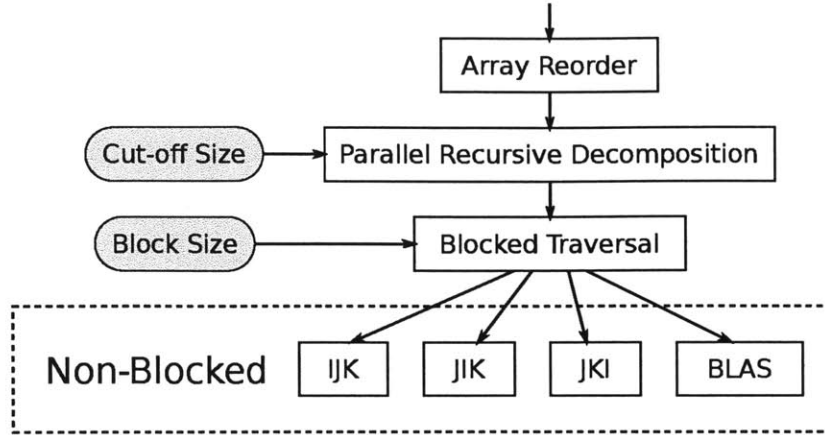 Array Reorder
Cut-off Size
Parallel Recursive Decomposition
Block Size
Blocked Traversal
Non-Blocked
IJK
JIK
JKI
BLAS